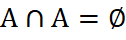 A ∩ A = ∅